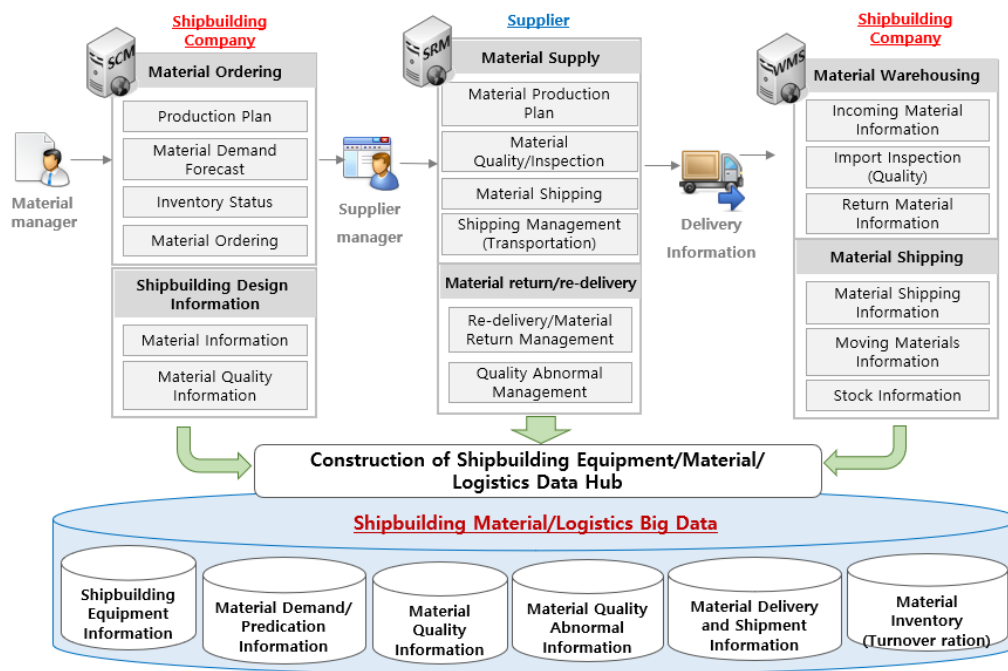 Shipbuilding
Company
SCM
Material Ordering
Production Plan
Material Demand
Forecast
Inventory Status
Material Ordering
Shipbuilding Design
Information
Material Information
Material Quality
Information
Material
manager
Supplier
manager
Supplier
SRM
Material Supply
Material Production
Plan
Material
Quality/Inspection
Material Shipping
Shipping Management
(Transportation)
Material return/re-delivery
Re-delivery/Material
Return Management
Quality Abnormal
Management
Delivery
Information
Shipbuilding
Company
WMS
Material Warehousing
Incoming Material
Information
Import Inspection
(Quality)
Return Material
Information
Material Shipping
Material Shipping
Information
Moving Materials
Information
Stock Information
Construction of Shipbuilding Equipment/Material/
Logistics Data Hub
Shipbuilding Material/Logistics Big Data
Shipbuilding
Equipment
Information
Material Demand/
Predication
Information
Material
Quality
Information
Material Quality
Abnormal
Information
Material Delivery
and Shipment
Information
Material
Inventory
(Turnover ration)